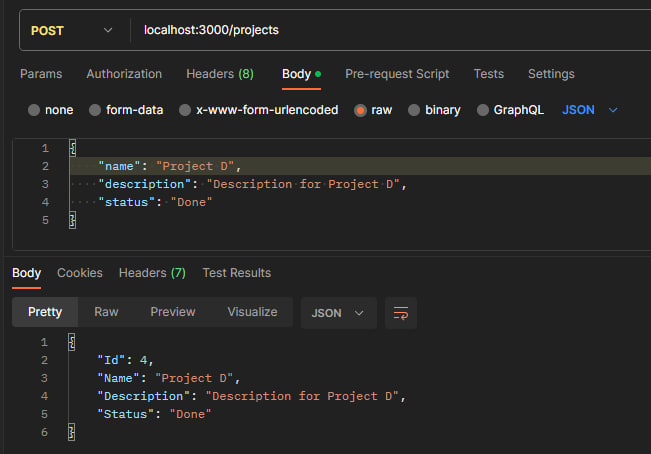 POST localhost:3000/projects
Params Authorization Headers (8) Body Pre-request Script Tests Settings
none form-data x-www-form-urlencoded raw binary GraphQL JSON
1 {
2 "name": "Project D",
3 "description": "Description for Project D",
4 "status": "Done"
5 }
Body Cookies Headers (7) Test Results
Pretty Raw Preview Visualize JSON
1 {
2 "Id": 4,
3 "Name": "Project D",
4 "Description": "Description for Project D",
5 "Status": "Done"
6 }